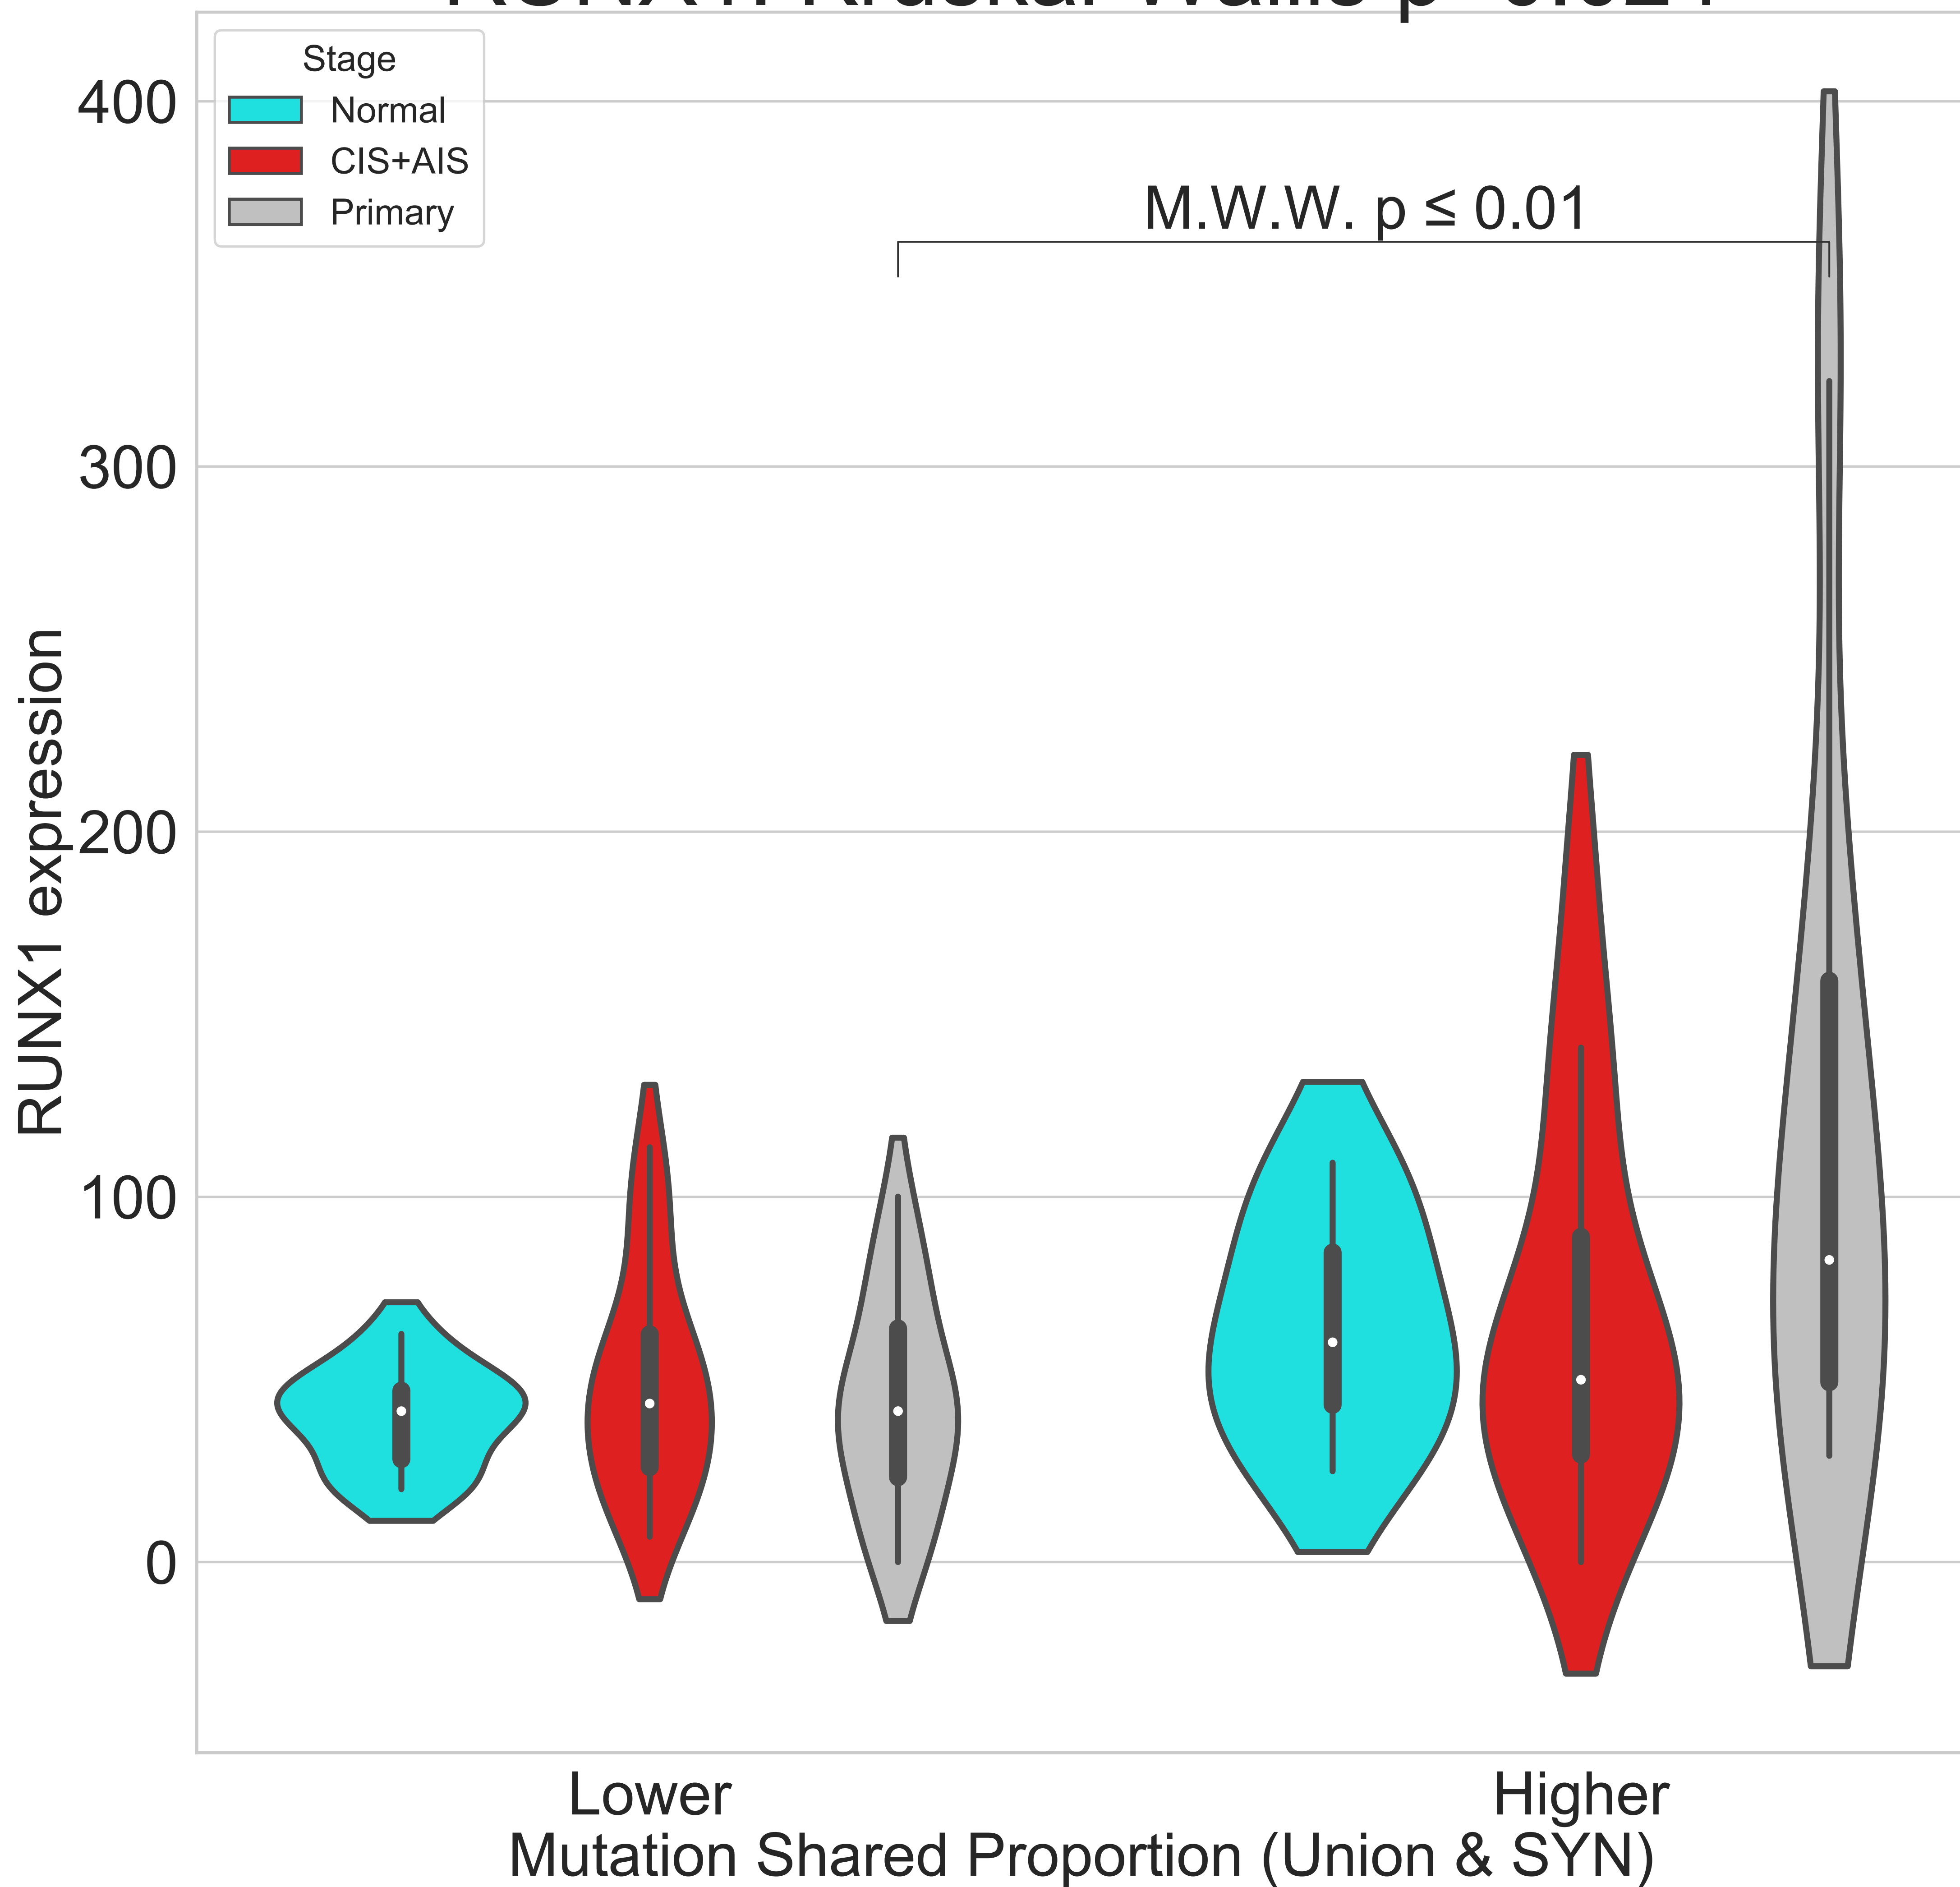 Stage
Normal
CIS+AIS
Primary
M.W.W. p ≤ 0.01
400
300
200
100
0
RUNX1 expression
Lower
Higher
Mutation Shared Proportion (Union & SYN)